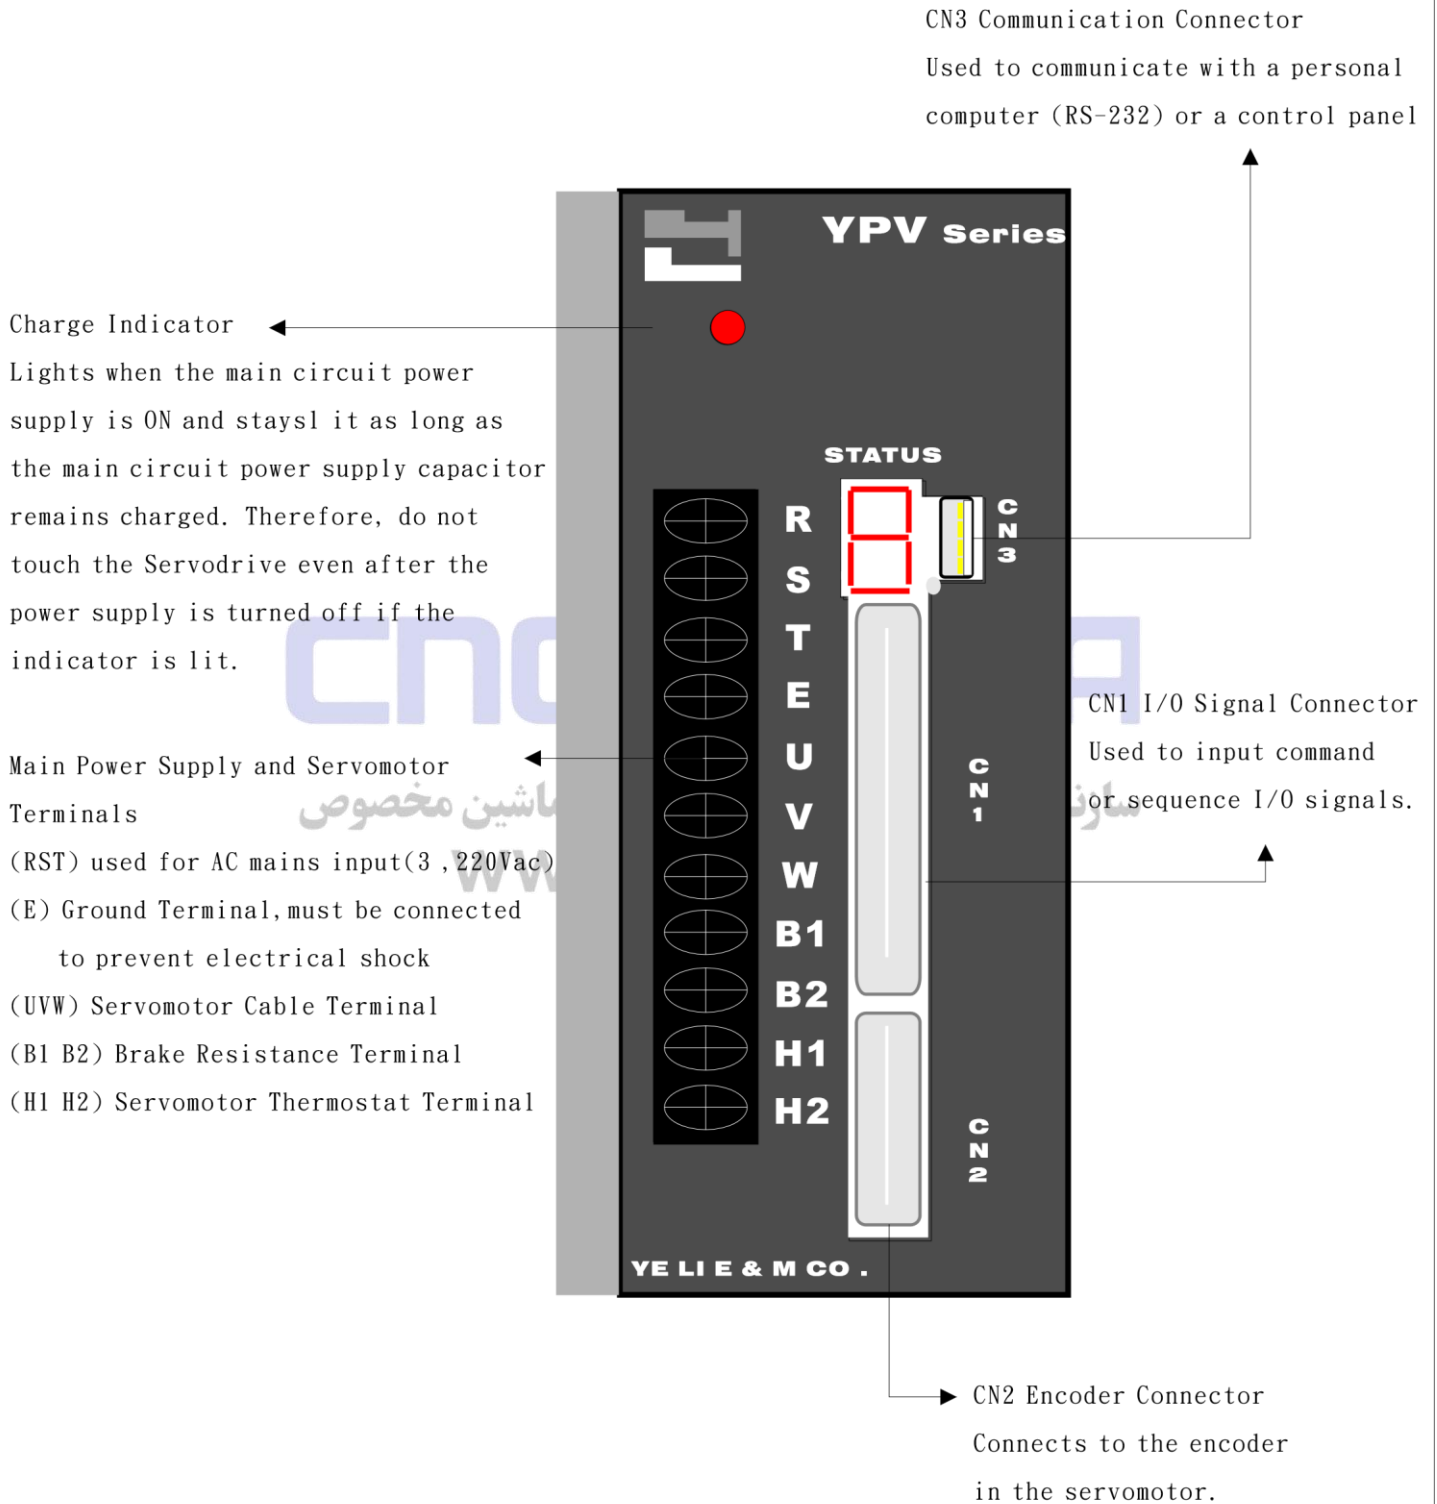 CN3 Communication Connector
Used to communicate with a personal
computer (RS-232) or a control panel
YPV Series
Charge Indicator
Lights when the main circuit power
supply is ON and staysl it as long as
the main circuit power supply capacitor
remains charged. Therefore, do not
touch the Servodrive even after the
power supply is turned off if the
indicator is lit.
Main Power Supply and Servomotor
Terminals
(RST) used for AC mains input(3 ,220Vac)
(E) Ground Terminal,must be connected
to prevent electrical shock
(UVW) Servomotor Cable Terminal
(B1 B2) Brake Resistance Terminal
(H1 H2) Servomotor Thermostat Terminal
STATUS
R
S
T
E
U
V
W
B1
B2
H1
H2
CN3
CN1
CN2
CN1 I/O Signal Connector
Used to input command
or sequence I/O signals.
YE LI E & M CO .
CN2 Encoder Connector
Connects to the encoder
in the servomotor.
ماشین مخصوص